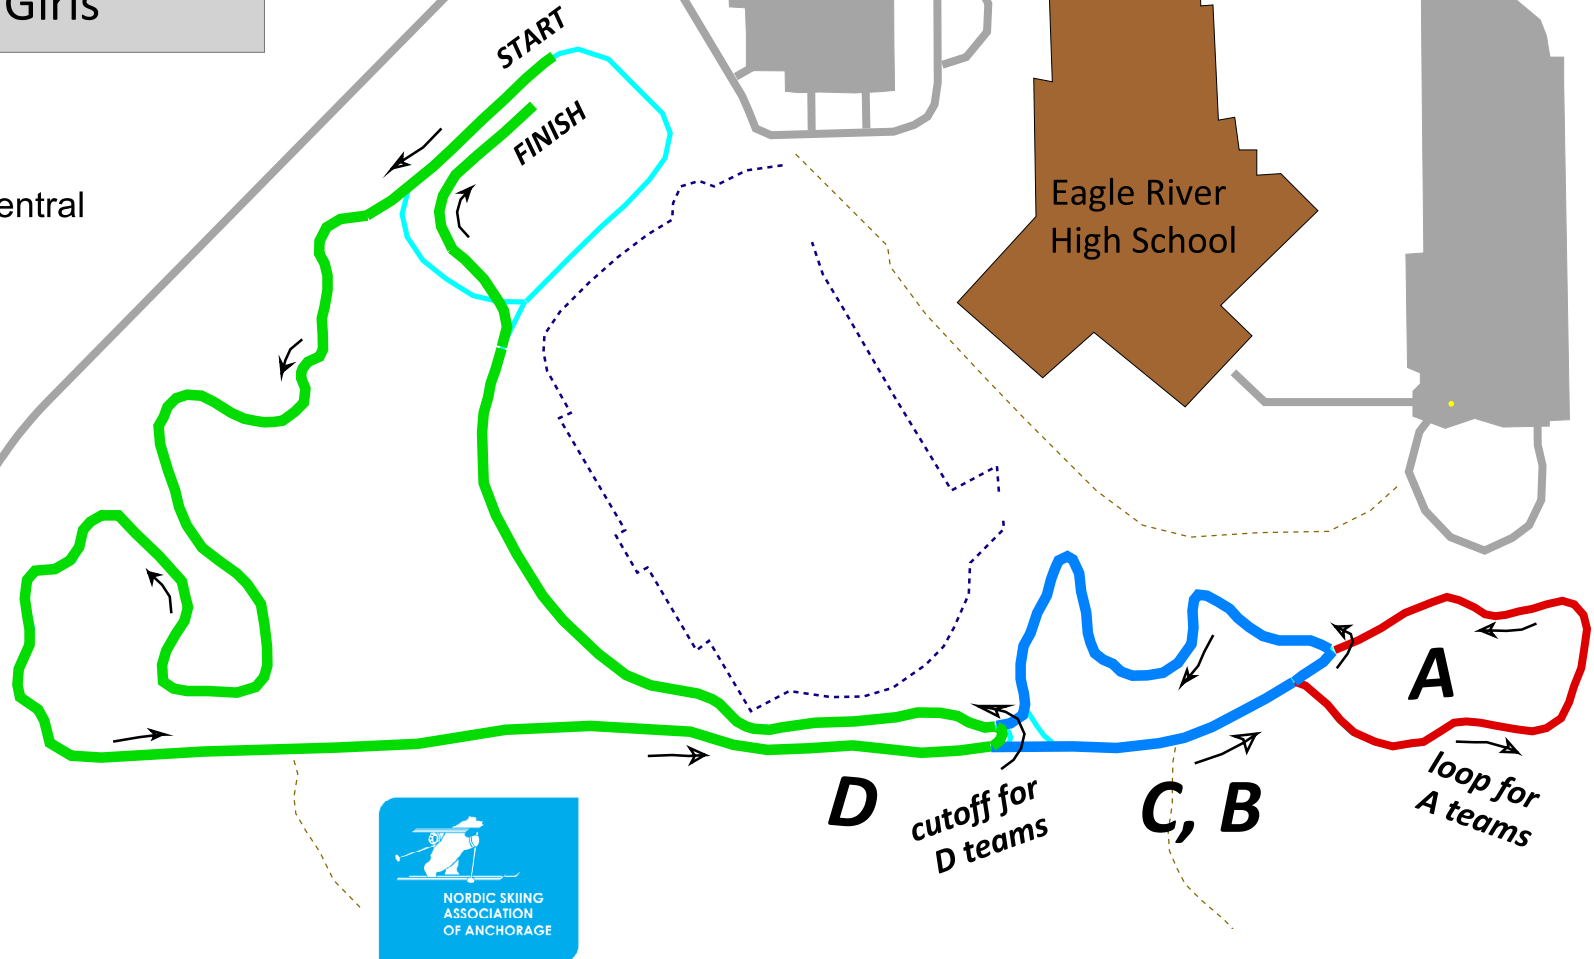 Girls
START
FINISH
entral
Eagle River
High School
A
D
cutoff for
D teams
C, B
loop for
A teams
NORDIC SKIING
ASSOCIATION
OF ANCHORAGE